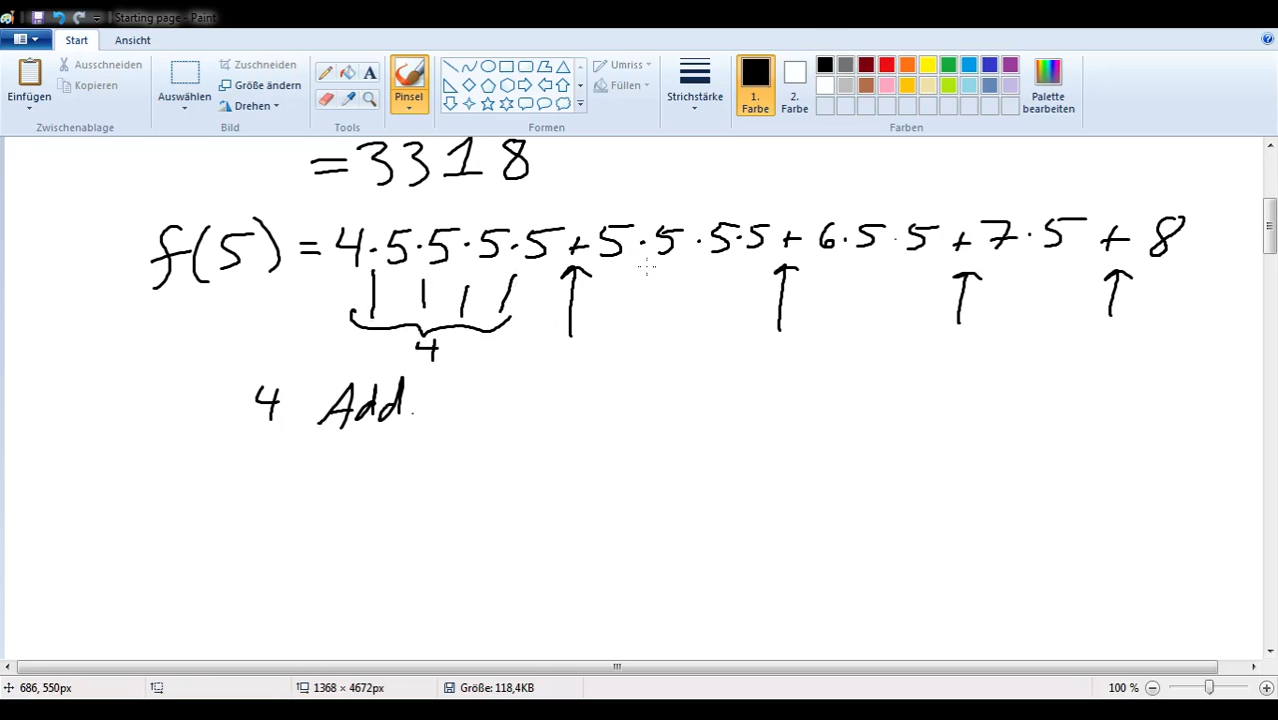 Starting page - Paint
Start Ansicht
Einfügen
Ausschneiden
Kopieren
Zwischenablage
Auswählen
Zuschneiden
Größe ändern
Drehen
Bild
A
Tools
Pinsel
Umriss
Füllen
Formen
Strichstärke
1. Farbe
2. Farbe
Palette bearbeiten
Farben
=3318
f(5) = 4·5·5·5·5+5·5·5·5+6·5·5+7·5+8
4
4 Add.
686, 550px
1368 × 4672px
Größe: 118,4KB
100 %